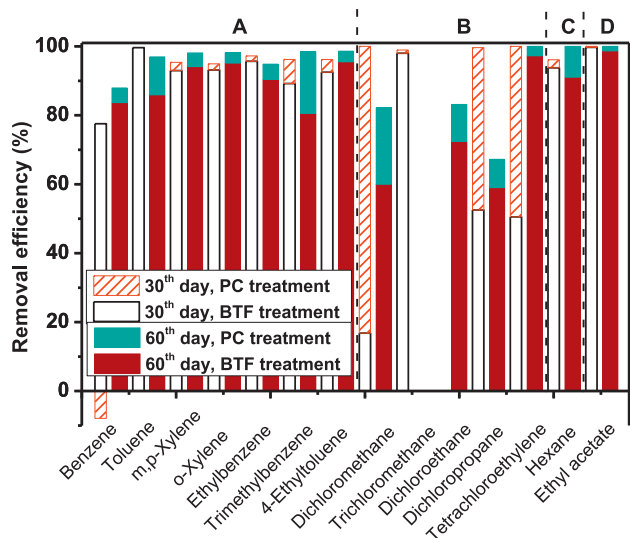 A B C D
100
80
60
40
20
0
Removal efficiency (%)
30th day, PC treatment
30th day, BTF treatment
60th day, PC treatment
60th day, BTF treatment
Benzene
Toluene
m,p-Xylene
o-Xylene
Ethylbenzene
Trimethylbenzene
4-Ethyltoluene
Dichloromethane
Trichloromethane
Dichloroethane
Dichloropropane
Tetrachloroethylene
Hexane
Ethyl acetate